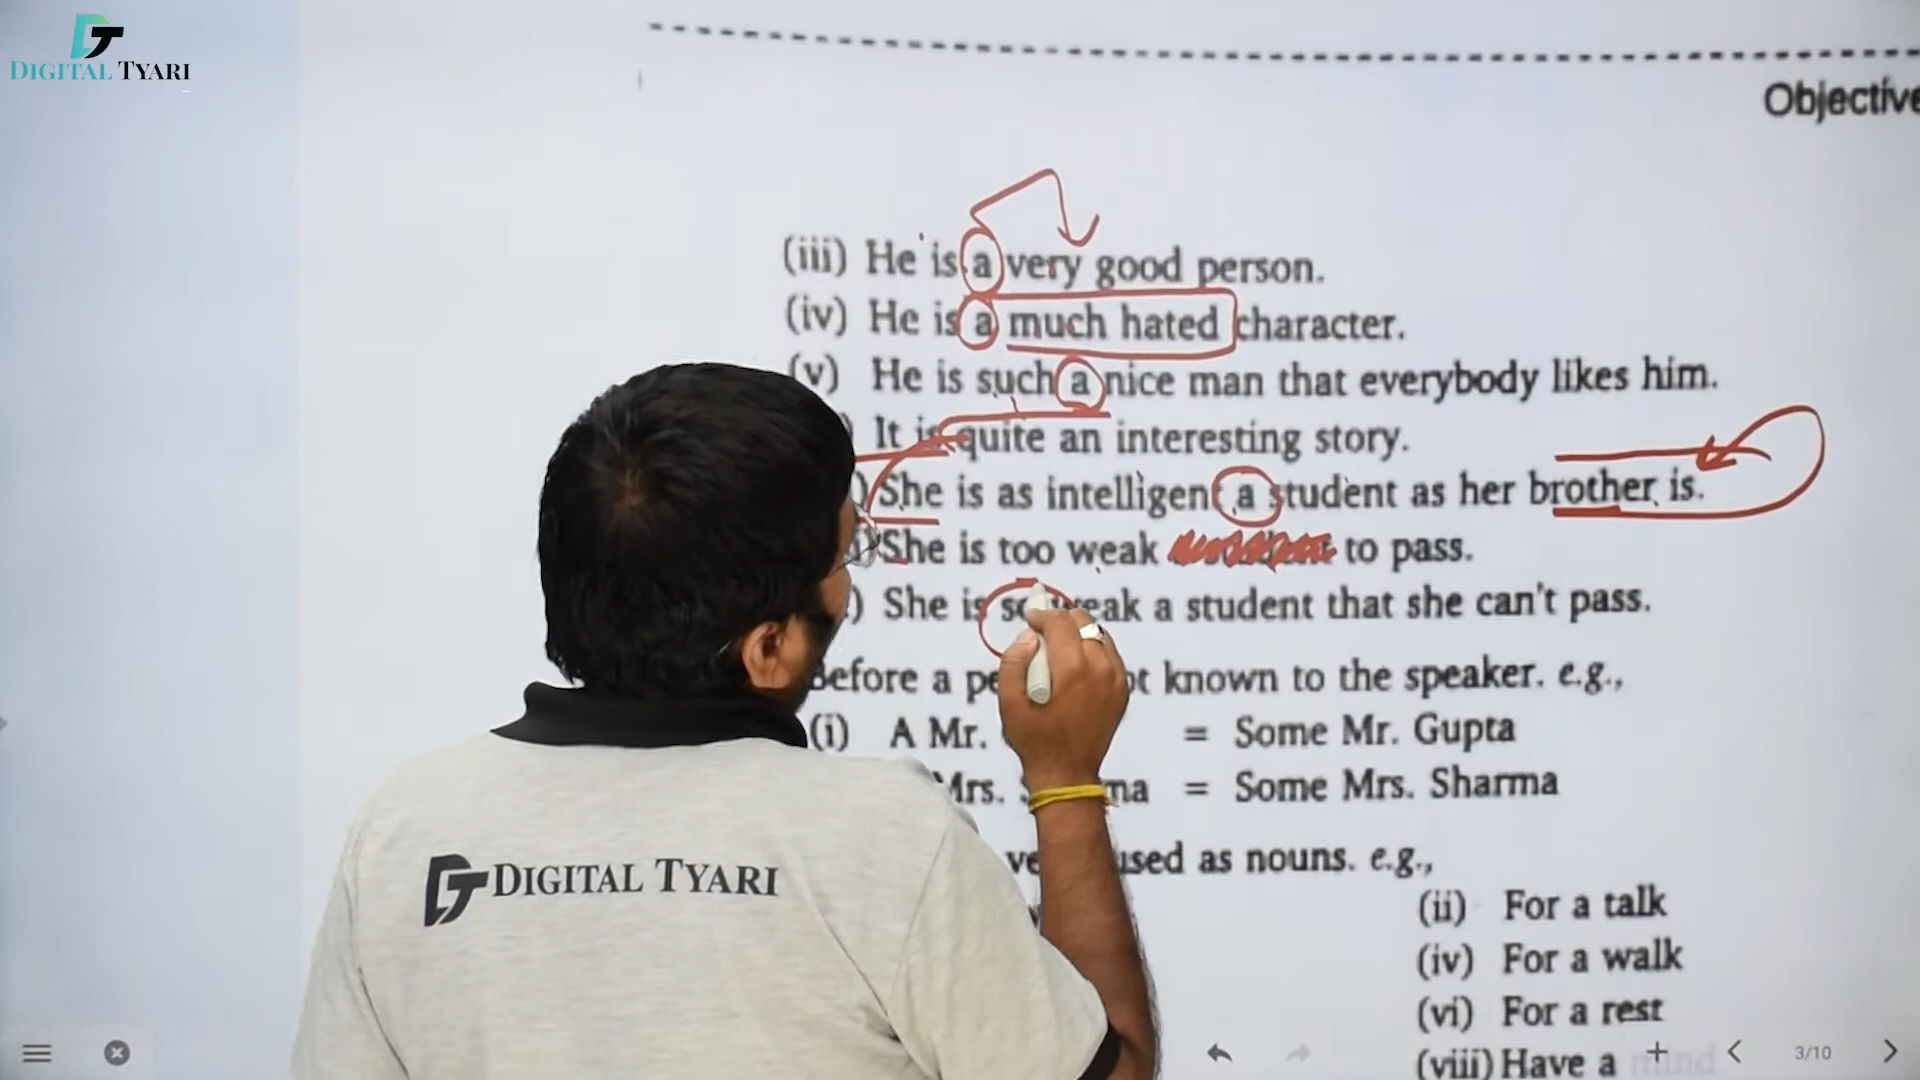 DT
DIGITAL TYARI
Objective
(iii) He is a very good person.
(iv) He is a much hated character.
(v) He is such a nice man that everybody likes him.
) It is quite an interesting story.
) She is as intelligent a student as her brother is.
) She is too weak to pass.
) She is so weak a student that she can't pass.
Before a known to the speaker. e.g.,
(i) A Mr. = Some Mr. Gupta
Mrs. = Some Mrs. Sharma
used as nouns. e.g.,
(ii) For a talk
(iv) For a walk
(vi) For a rest
(viii) Have a mind
3/10
DT DIGITAL TYARI